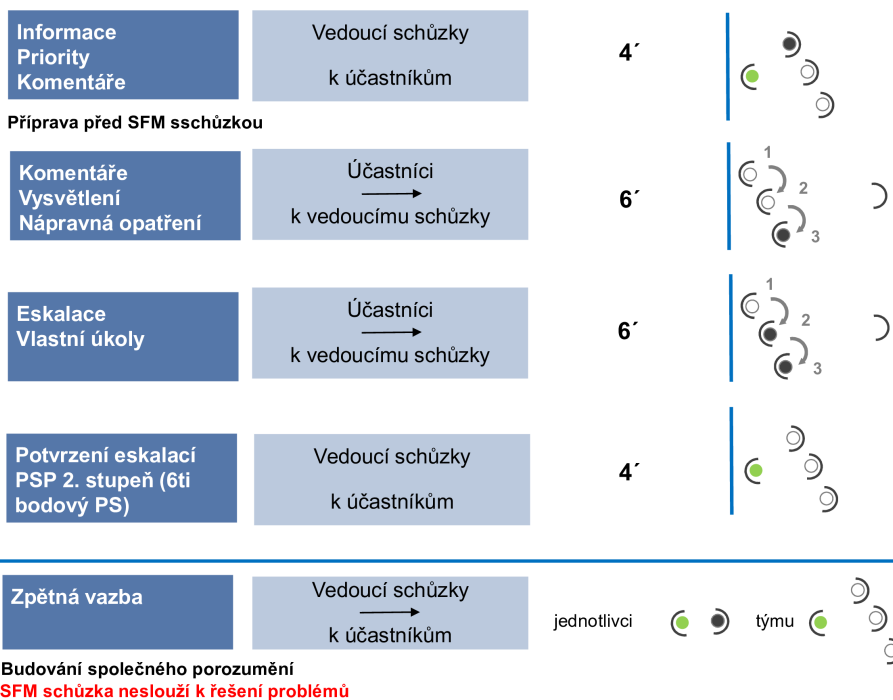 Informace
Priority
Komentáře
Vedoucí schůzky
k účastníkům
4´
Příprava před SFM sschůzkou
Komentáře
Vysvětlení
Nápravná opatření
Účastníci
k vedoucímu schůzky
6´
1
2
3
Eskalace
Vlastní úkoly
Účastníci
k vedoucímu schůzky
6´
1
2
3
Potvrzení eskalací
PSP 2. stupeň (6ti
bodový PS)
Vedoucí schůzky
k účastníkům
4´
Zpětná vazba
Vedoucí schůzky
k účastníkům
jednotlivci
týmu
Budování společného porozumění
SFM schůzka neslouží k řešení problémů